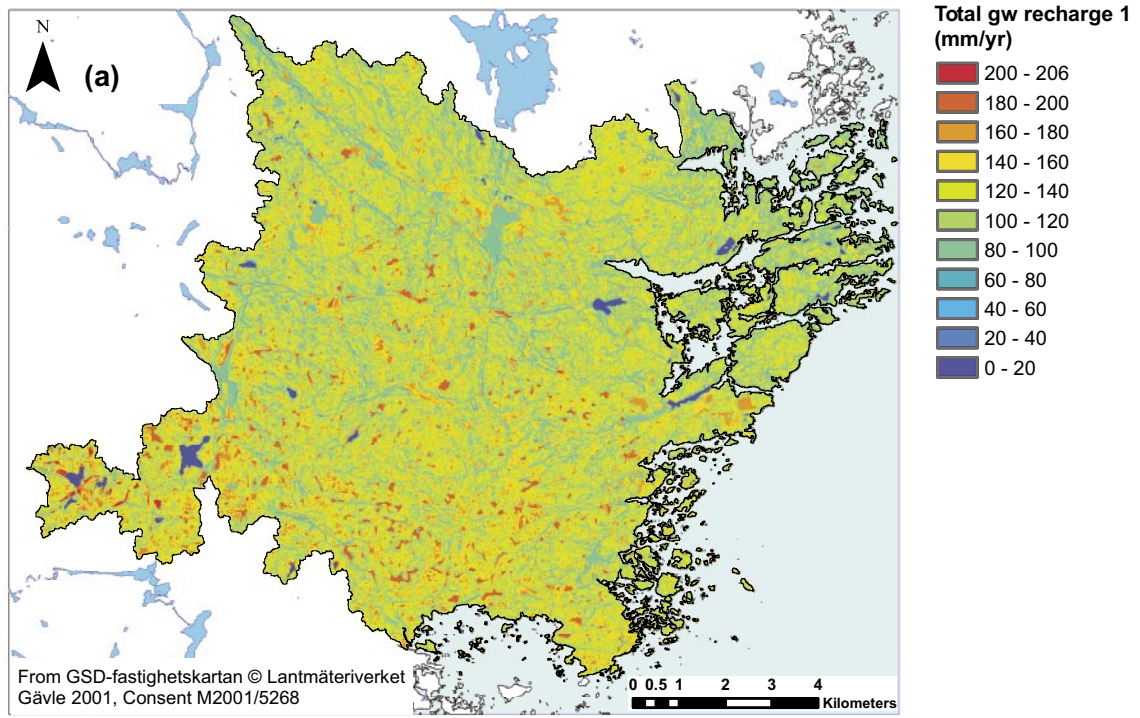 N
(a)
Total gw recharge 1
(mm/yr)
200 - 206
180 - 200
160 - 180
140 - 160
120 - 140
100 - 120
80 - 100
60 - 80
40 - 60
20 - 40
0 - 20
From GSD-fastighetskartan © Lantmäteriverket
Gävle 2001, Consent M2001/5268
0 0.5 1 2 3 4
Kilometers